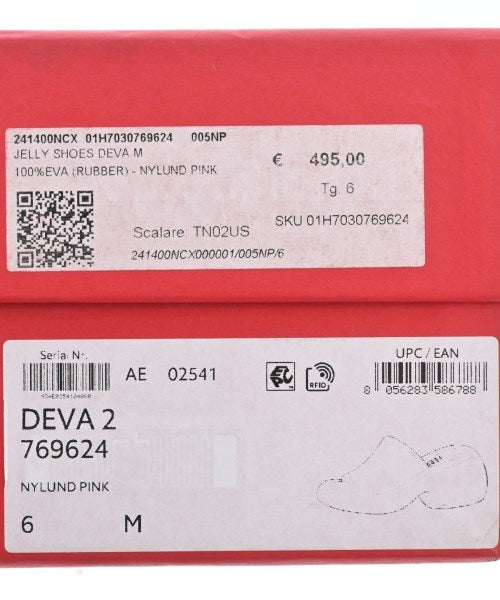 241400NCX 01H7030769624 005NP
JELLY SHOES DEVA M
100%EVA (RUBBER) - NYLUND PINK
€ 495,00
Tg. 6
SKU 01H7030769624
Scalare: TN02US
241400NCX000001/005NP/6
Serial Nr.
AE 02541
RFID
UPC / EAN
8 056283 586788
DEVA 2
769624
NYLUND PINK
6 M